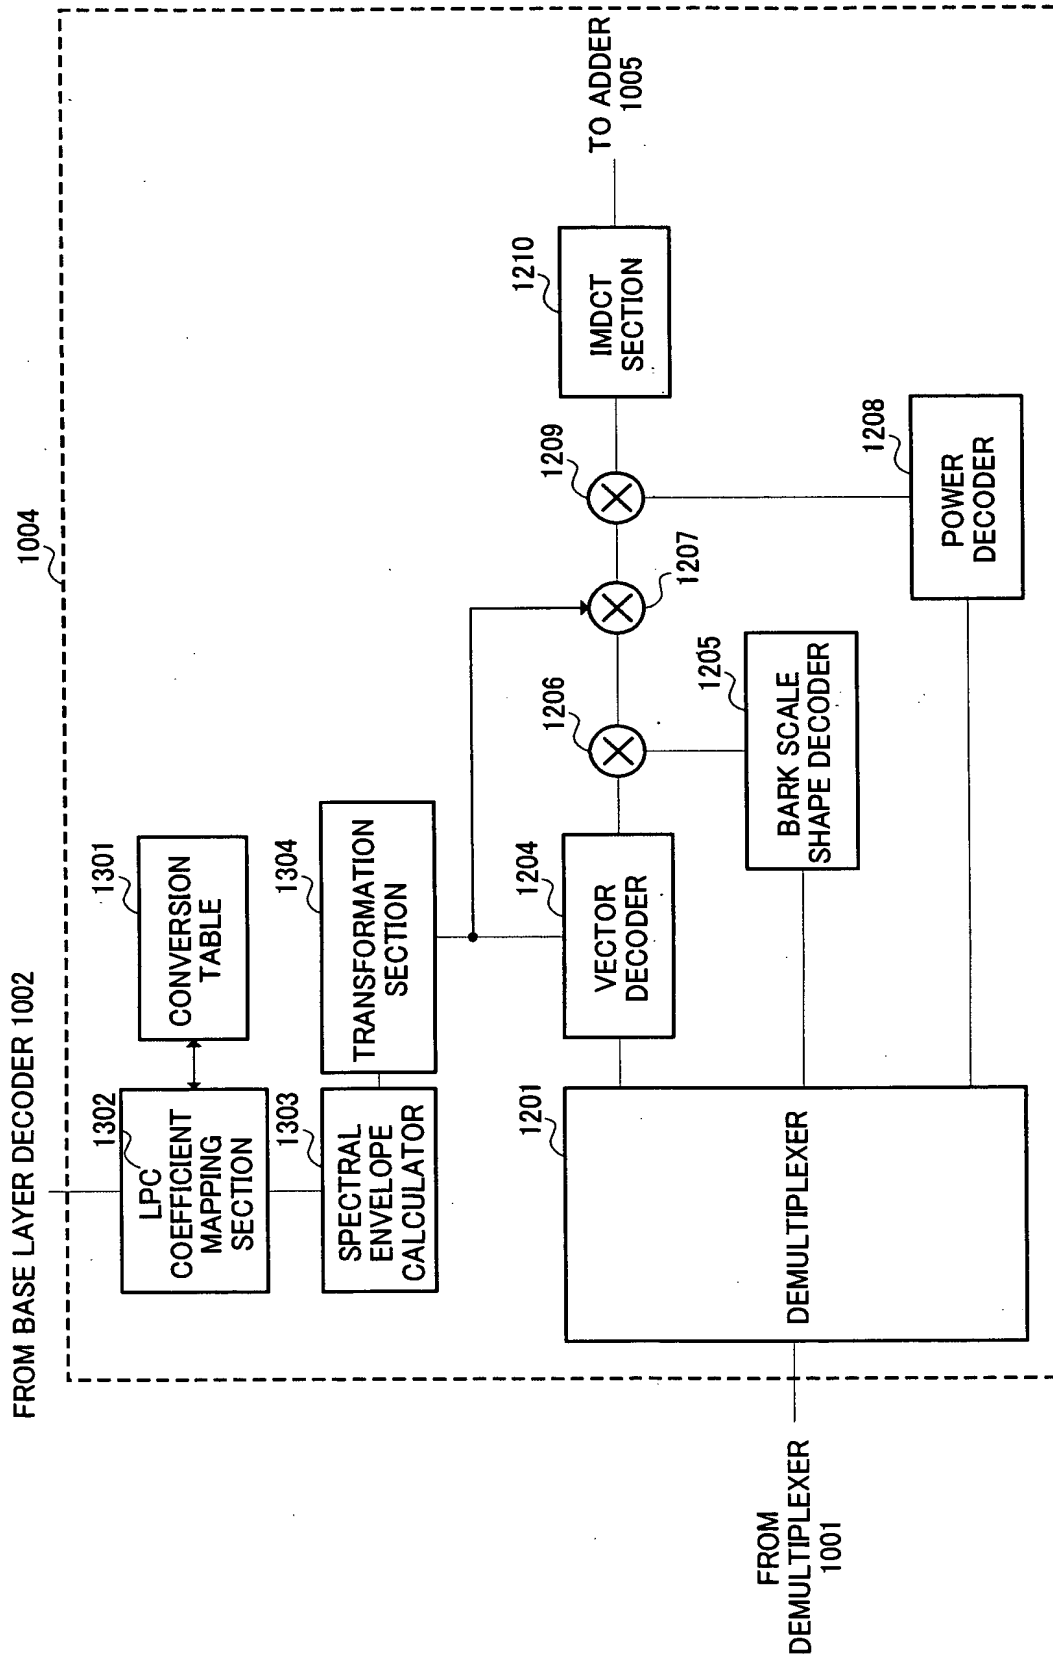 FROM BASE LAYER DECODER 1002
1004
1302
LPC
COEFFICIENT
MAPPING
SECTION
1301
CONVERSION
TABLE
1303
SPECTRAL
ENVELOPE
CALCULATOR
1304
TRANSFORMATION
SECTION
1201
DEMULTIPLEXER
1204
VECTOR
DECODER
1206
1207
1209
1210
IMDCT
SECTION
TO ADDER
1005
1205
BARK SCALE
SHAPE DECODER
1208
POWER
DECODER
FROM
DEMULTIPLEXER
1001